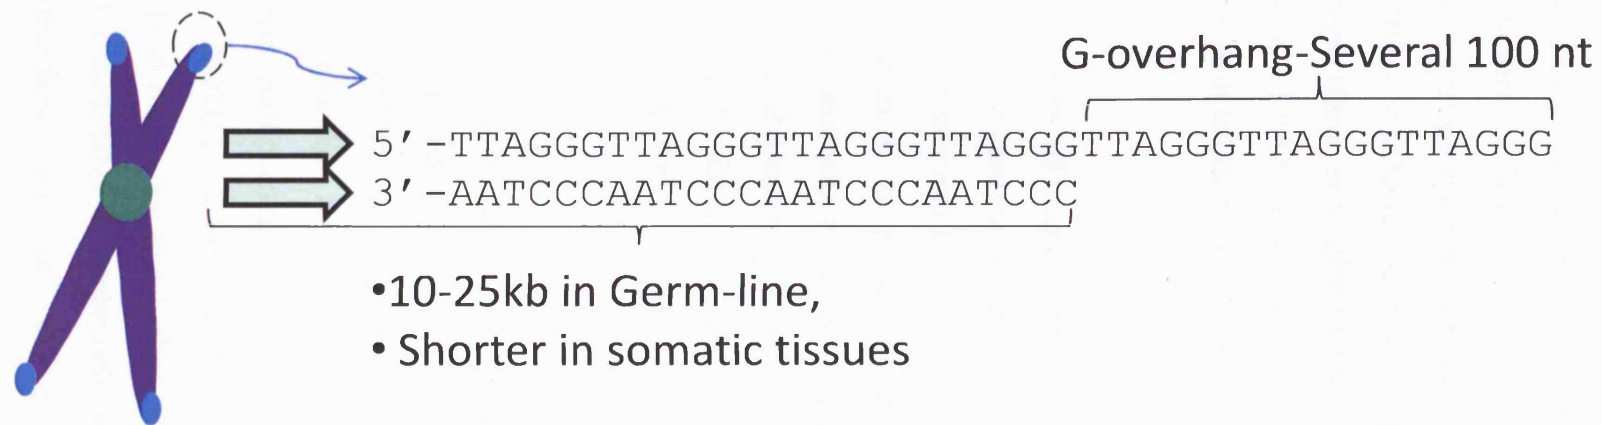 G-overhang-Several 100 nt
5′ –TTAGGGTTAGGGTTAGGGTTAGGGTTAGGGTTAGGGTTAGGG
3′ –AATCCCAATCCCAATCCCAATCCC
•10-25kb in Germ-line,
• Shorter in somatic tissues